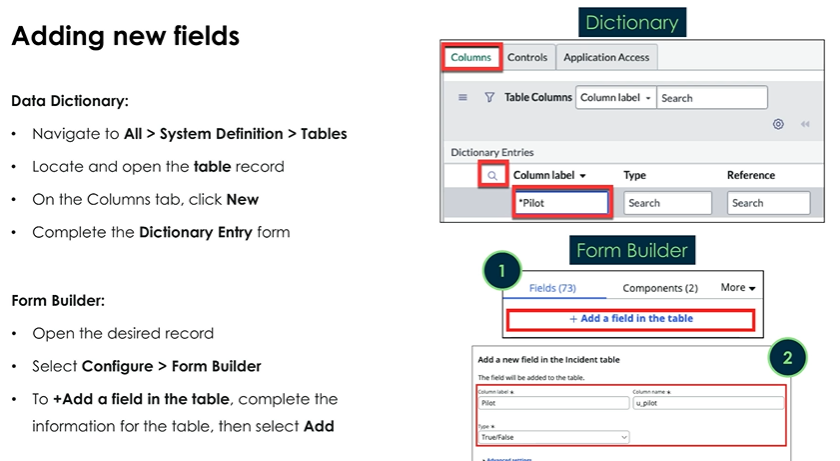 Adding new fields
Data Dictionary:
• Navigate to All > System Definition > Tables
• Locate and open the table record
• On the Columns tab, click New
• Complete the Dictionary Entry form
Form Builder:
• Open the desired record
• Select Configure > Form Builder
• To +Add a field in the table, complete the
information for the table, then select Add
Dictionary
Columns Controls Application Access
Table Columns Column label Search
Dictionary Entries
Column label Type Reference
*Pilot Search Search
Form Builder
1
Fields (73) Components (2) More
+ Add a field in the table
2
Add a new field in the Incident table
The field will be added to the table.
Column label Column name
Pilot u_pilot
Type
True/False
Advanced settings